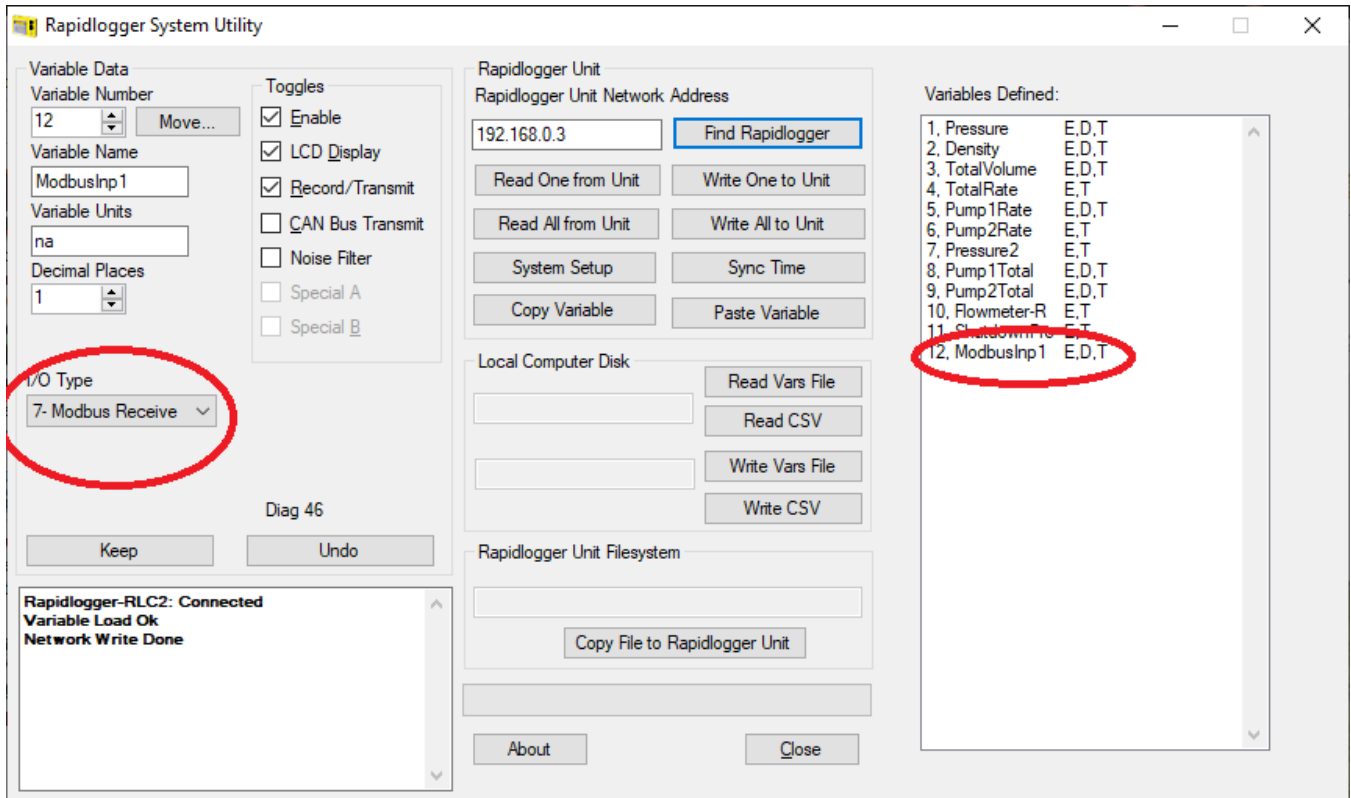 Rapidlogger System Utility
Variable Data
Variable Number
12
Move...
Variable Name
ModbusInp1
Variable Units
na
Decimal Places
1
Toggles
Enable
LCD Display
Record/Transmit
CAN Bus Transmit
Noise Filter
Special A
Special B
I/O Type
7- Modbus Receive
Diag 46
Keep
Undo
Rapidlogger-RLC2: Connected
Variable Load Ok
Network Write Done
Rapidlogger Unit
Rapidlogger Unit Network Address
192.168.0.3
Find Rapidlogger
Read One from Unit
Write One to Unit
Read All from Unit
Write All to Unit
System Setup
Sync Time
Copy Variable
Paste Variable
Local Computer Disk
Read Vars File
Read CSV
Write Vars File
Write CSV
Rapidlogger Unit Filesystem
Copy File to Rapidlogger Unit
About
Close
Variables Defined:
1, Pressure E,D,T
2, Density E,D,T
3, TotalVolume E,D,T
4, TotalRate E,T
5, Pump1Rate E,D,T
6, Pump2Rate E,T
7, Pressure2 E,T
8, Pump1Total E,D,T
9, Pump2Total E,D,T
10, Flowmeter-R E,T
11, E,T
12, ModbusInp1 E,D,T